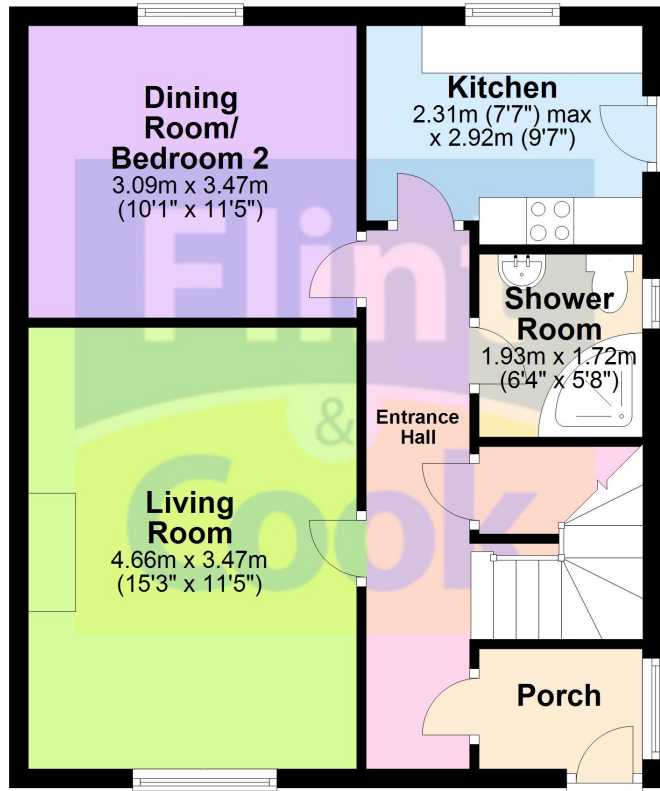 Dining
Room/
Bedroom 2
3.09m x 3.47m
(10'1" x 11'5")
Kitchen
2.31m (7'7") max
x 2.92m (9'7")
Shower
Room
1.93m x 1.72m
(6'4" x 5'8")
Entrance
Hall
Living
Room
4.66m x 3.47m
(15'3" x 11'5")
Porch
Flint
&
Cook